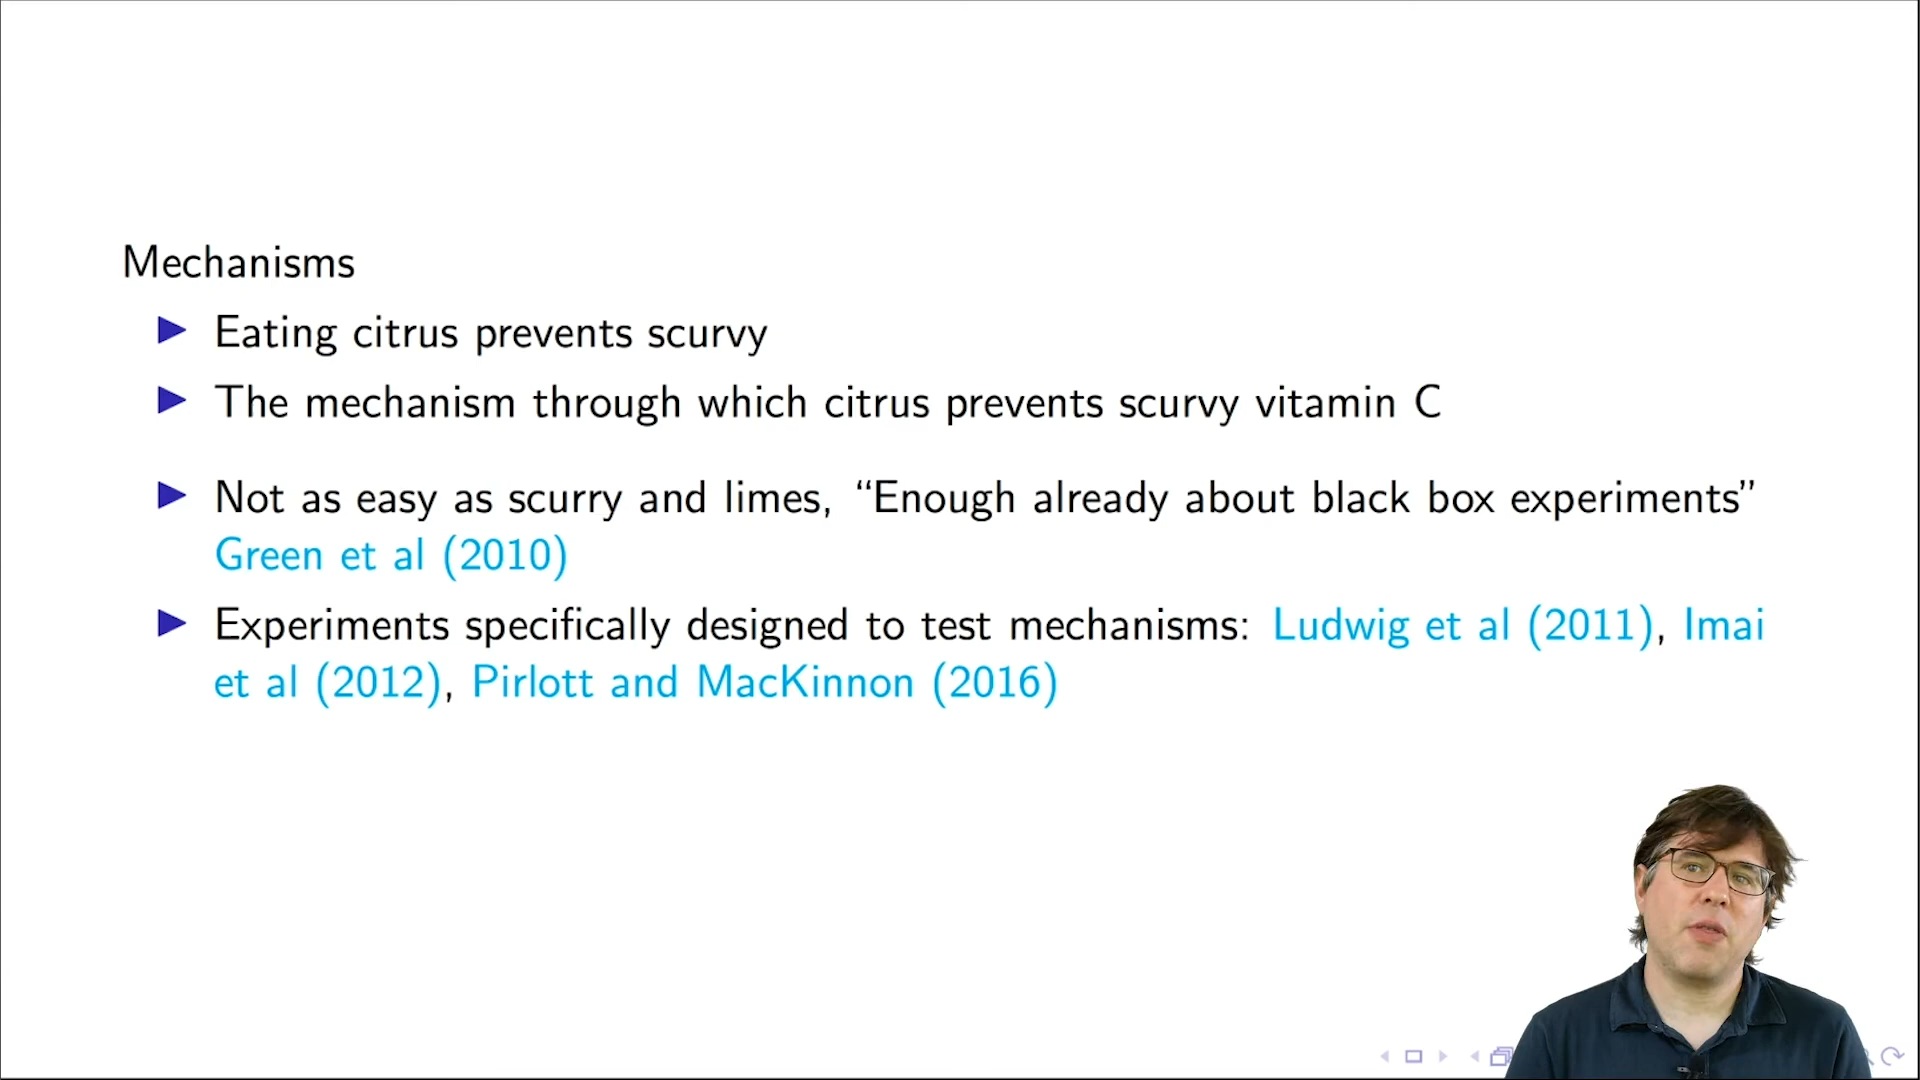 Mechanisms
Eating citrus prevents scurvy
The mechanism through which citrus prevents scurvy vitamin C
Not as easy as scurry and limes, “Enough already about black box experiments”
Green et al (2010)
Experiments specifically designed to test mechanisms: Ludwig et al (2011), Imai
et al (2012), Pirlott and MacKinnon (2016)